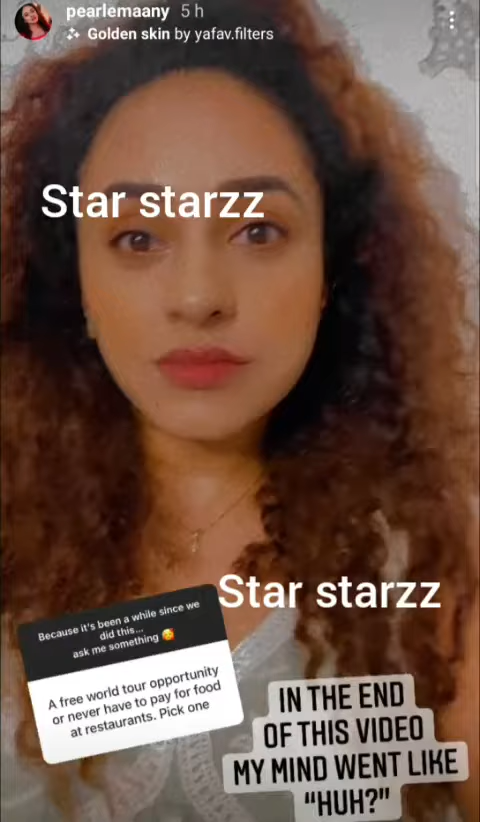 pearlemaany 5 h
Golden skin by yafav.filters
Star starzz
Star starzz
Because it's been a while since we
did this...
ask me something 🥰
A free world tour opportunity
or never have to pay for food
at restaurants. Pick one
IN THE END
OF THIS VIDEO
MY MIND WENT LIKE
“HUH?”